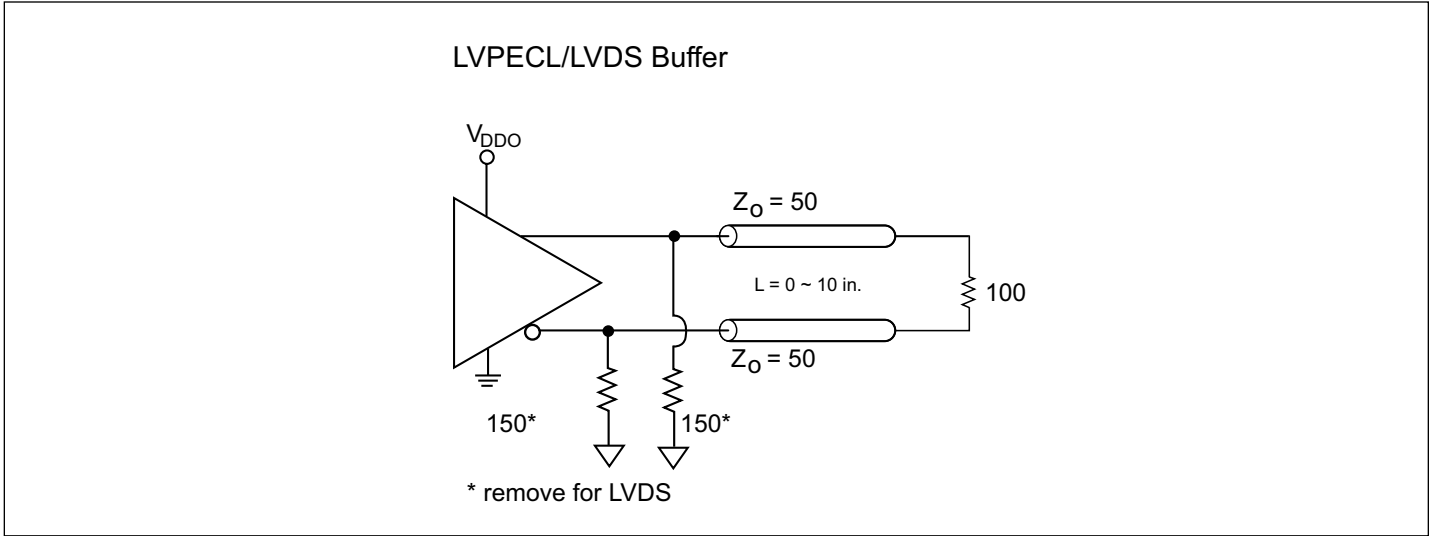 LVPECL/LVDS Buffer
VDDO
Zo = 50
L = 0 ~ 10 in.
100
Zo = 50
150*
150*
* remove for LVDS